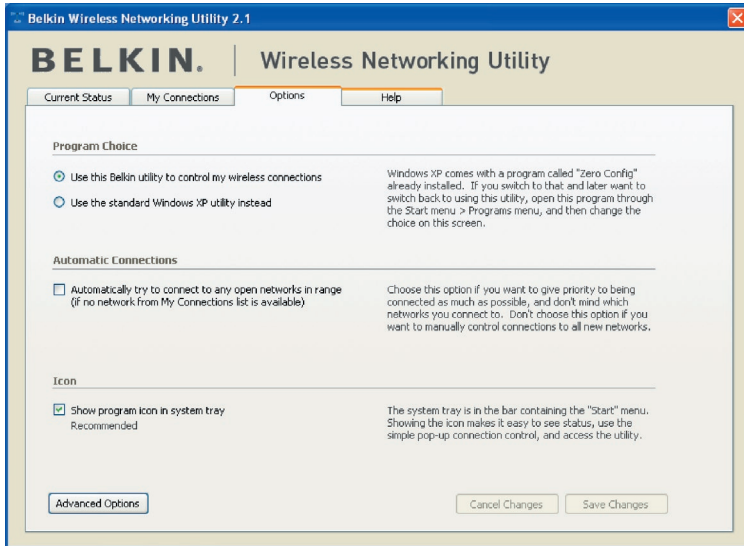 Belkin Wireless Networking Utility 2.1
BELKIN. Wireless Networking Utility
Current Status My Connections Options Help
Program Choice
Use this Belkin utility to control my wireless connections
Use the standard Windows XP utility instead
Windows XP comes with a program called "Zero Config"
already installed. If you switch to that and later want to
switch back to using this utility, open this program through
the Start menu > Programs menu, and then change the
choice on this screen.
Automatic Connections
Automatically try to connect to any open networks in range
(if no network from My Connections list is available)
Choose this option if you want to give priority to being
connected as much as possible, and don't mind which
networks you connect to. Don't choose this option if you
want to manually control connections to all new networks.
Icon
Show program icon in system tray
Recommended
The system tray is in the bar containing the "Start" menu.
Showing the icon makes it easy to see status, use the
simple pop-up connection control, and access the utility.
Advanced Options Cancel Changes Save Changes